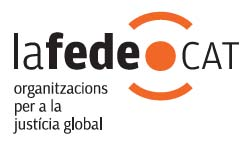 lafede CAT
organitzacions
per a la
justícia global